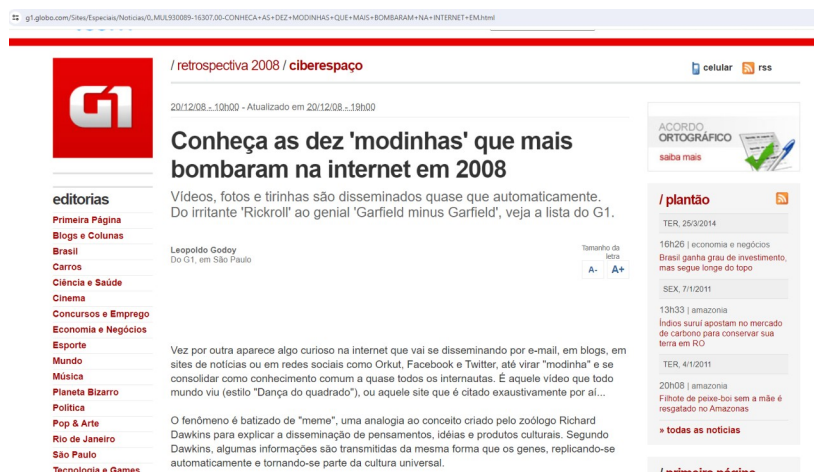 g1.globo.com/Sites/Especiais/Noticias/0,,MUL930089-16307,00-CONHECA+AS+DEZ+MODINHAS+QUE+MAIS+BOMBARAM+NA+INTERNET+EM.html
/ retrospectiva 2008 / ciberespaço
celular
rss
G1
20/12/08 - 10h00 - Atualizado em 20/12/08 - 19h00
Conheça as dez 'modinhas' que mais
bombaram na internet em 2008
Vídeos, fotos e tirinhas são disseminados quase que automaticamente.
Do irritante 'Rickroll' ao genial 'Garfield minus Garfield', veja a lista do G1.
Leopoldo Godoy
Do G1, em São Paulo
Tamanho da
letra
A- A+
Vez por outra aparece algo curioso na internet que vai se disseminando por e-mail, em blogs, em
sites de notícias ou em redes sociais como Orkut, Facebook e Twitter, até virar "modinha" e se
consolidar como conhecimento comum a quase todos os internautas. É aquele vídeo que todo
mundo viu (estilo "Dança do quadrado"), ou aquele site que é citado exaustivamente por aí...
O fenômeno é batizado de "meme", uma analogia ao conceito criado pelo zoólogo Richard
Dawkins para explicar a disseminação de pensamentos, idéias e produtos culturais. Segundo
Dawkins, algumas informações são transmitidas da mesma forma que os genes, replicando-se
automaticamente e tornando-se parte da cultura universal.
editorias
Primeira Página
Blogs e Colunas
Brasil
Carros
Ciência e Saúde
Cinema
Concursos e Emprego
Economia e Negócios
Esporte
Mundo
Música
Planeta Bizarro
Política
Pop & Arte
Rio de Janeiro
São Paulo
Tecnologia e Games
ACORDO
ORTOGRÁFICO
saiba mais
/ plantão
TER, 25/3/2014
16h26 | economia e negócios
Brasil ganha grau de investimento,
mas segue longe do topo
SEX, 7/1/2011
13h33 | amazonia
Índios suruí apostam no mercado
de carbono para conservar sua
terra em RO
TER, 4/1/2011
20h08 | amazonia
Filhote de peixe-boi sem a mãe é
resgatado no Amazonas
» todas as noticias
/ primeira página